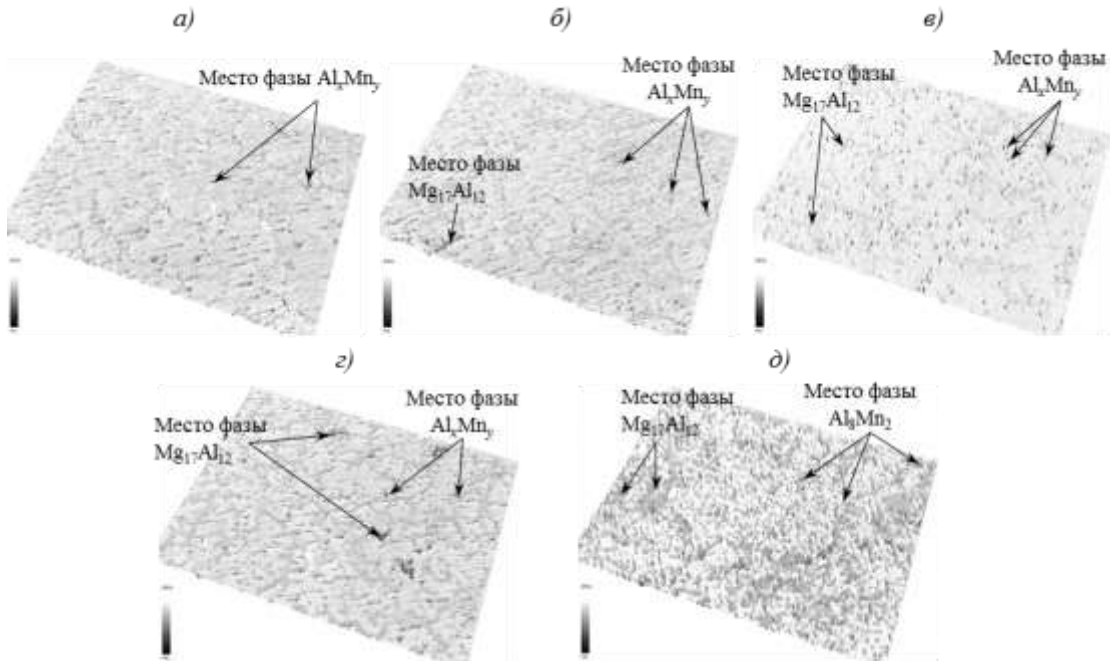 а)
б)
в)
Место фазы AlxMny
Место фазы
AlxMny
Место фазы
Mg17Al12
Место фазы
Mg17Al12
Место фазы
AlxMny
г)
д)
Место фазы
Mg17Al12
Место фазы
AlxMny
Место фазы
Mg17Al12
Место фазы
Al8Mn2